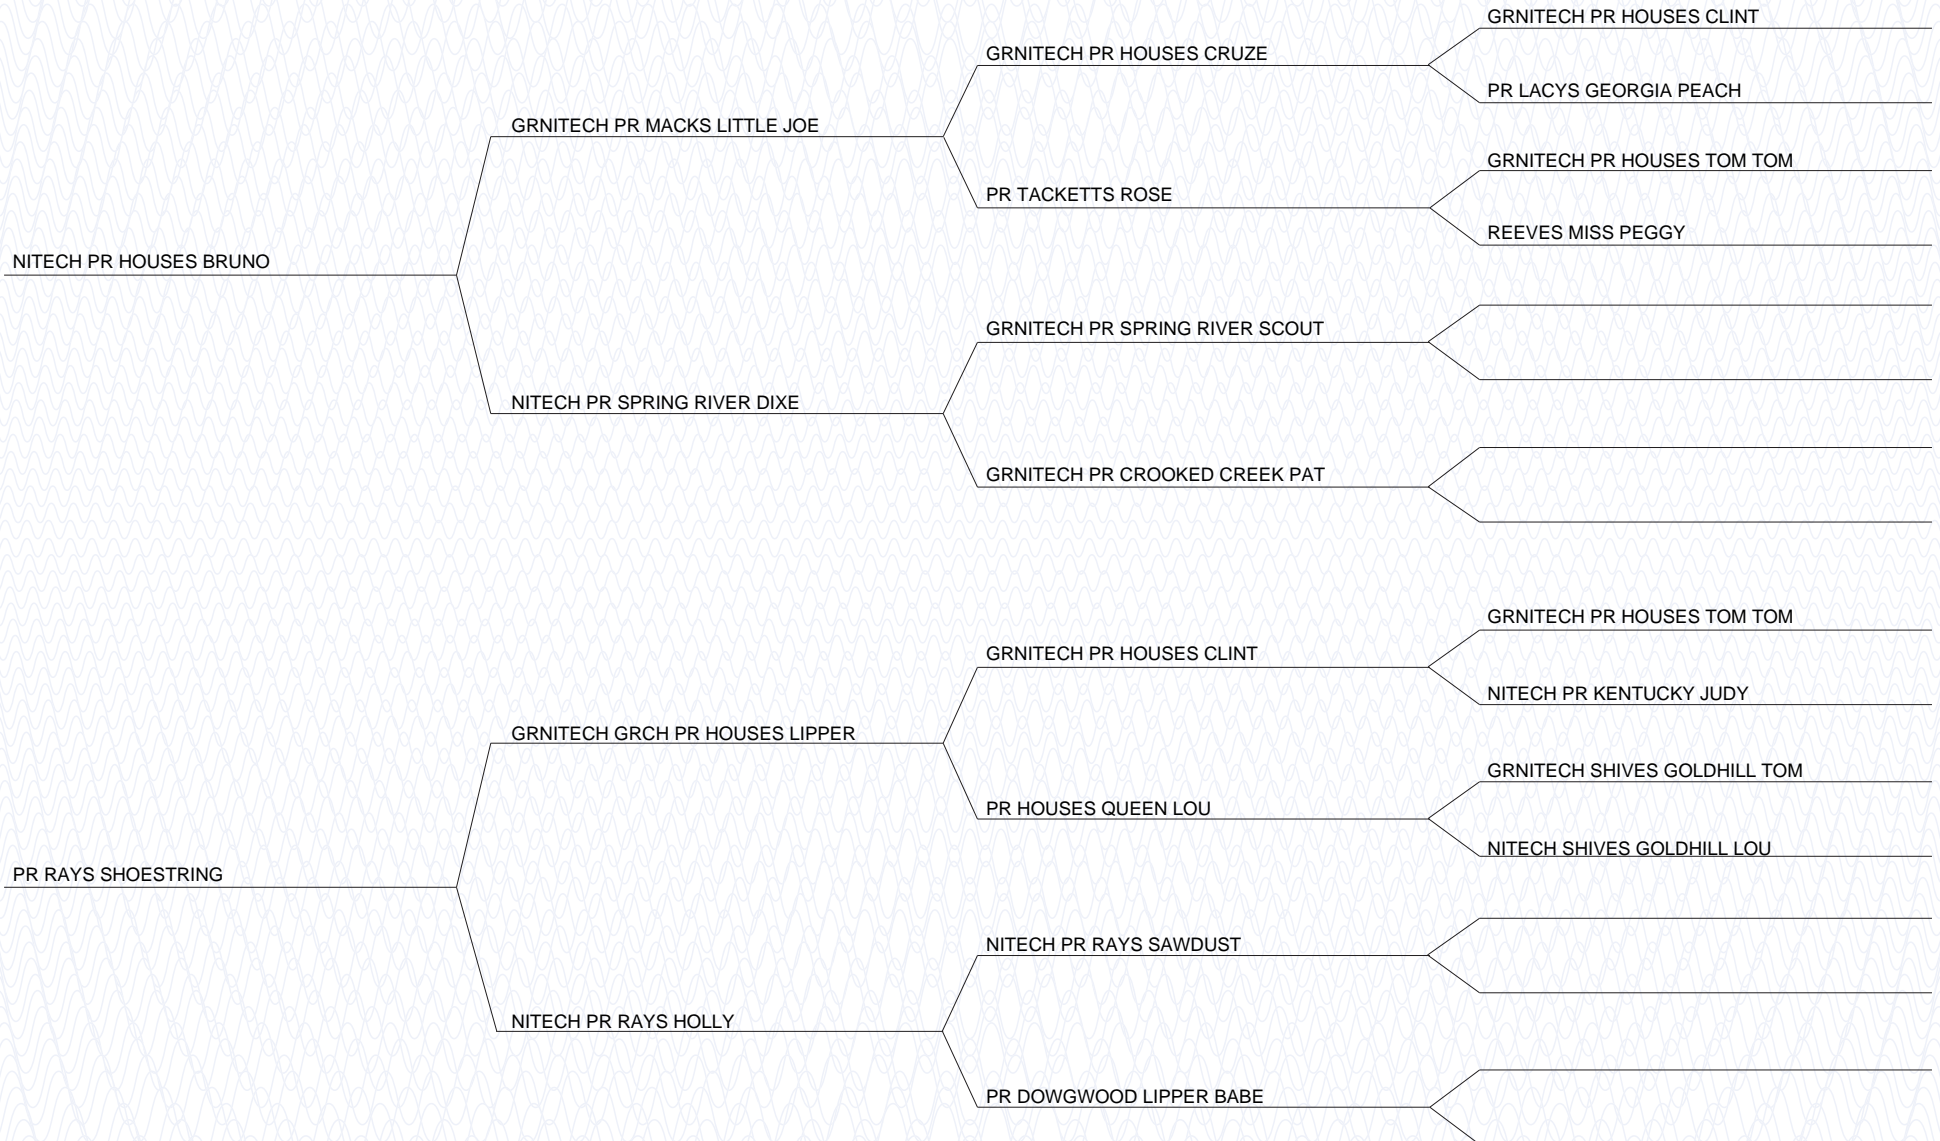 GRNITECH PR HOUSES CLINT
GRNITECH PR HOUSES CRUZE
PR LACYS GEORGIA PEACH
GRNITECH PR MACKS LITTLE JOE
GRNITECH PR HOUSES TOM TOM
PR TACKETTS ROSE
REEVES MISS PEGGY
NITECH PR HOUSES BRUNO
GRNITECH PR SPRING RIVER SCOUT
NITECH PR SPRING RIVER DIXE
GRNITECH PR CROOKED CREEK PAT
GRNITECH PR HOUSES TOM TOM
GRNITECH PR HOUSES CLINT
NITECH PR KENTUCKY JUDY
GRNITECH GRCH PR HOUSES LIPPER
GRNITECH SHIVES GOLDHILL TOM
PR HOUSES QUEEN LOU
NITECH SHIVES GOLDHILL LOU
PR RAYS SHOESTRING
NITECH PR RAYS SAWDUST
NITECH PR RAYS HOLLY
PR DOWGWOOD LIPPER BABE